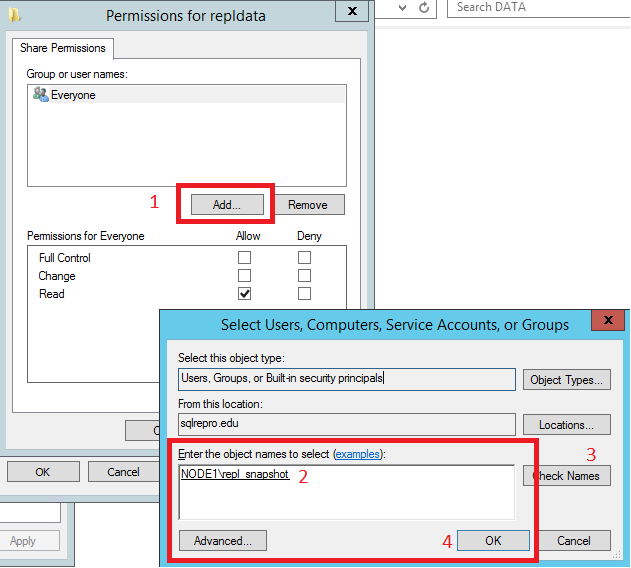 Permissions for repldata
x
Search DATA
Share Permissions
Group or user names:
Everyone
1
Add...
Remove
Permissions for Everyone
Allow
Deny
Full Control
Change
Read
OK
Cancel
Apply
Select Users, Computers, Service Accounts, or Groups
x
Select this object type:
Users, Groups, or Built-in security principals
Object Types...
From this location:
sqlrepro.edu
Locations...
Enter the object names to select (examples):
3
NODE1\repl_snapshot
2
Check Names
Advanced...
4
OK
Cancel